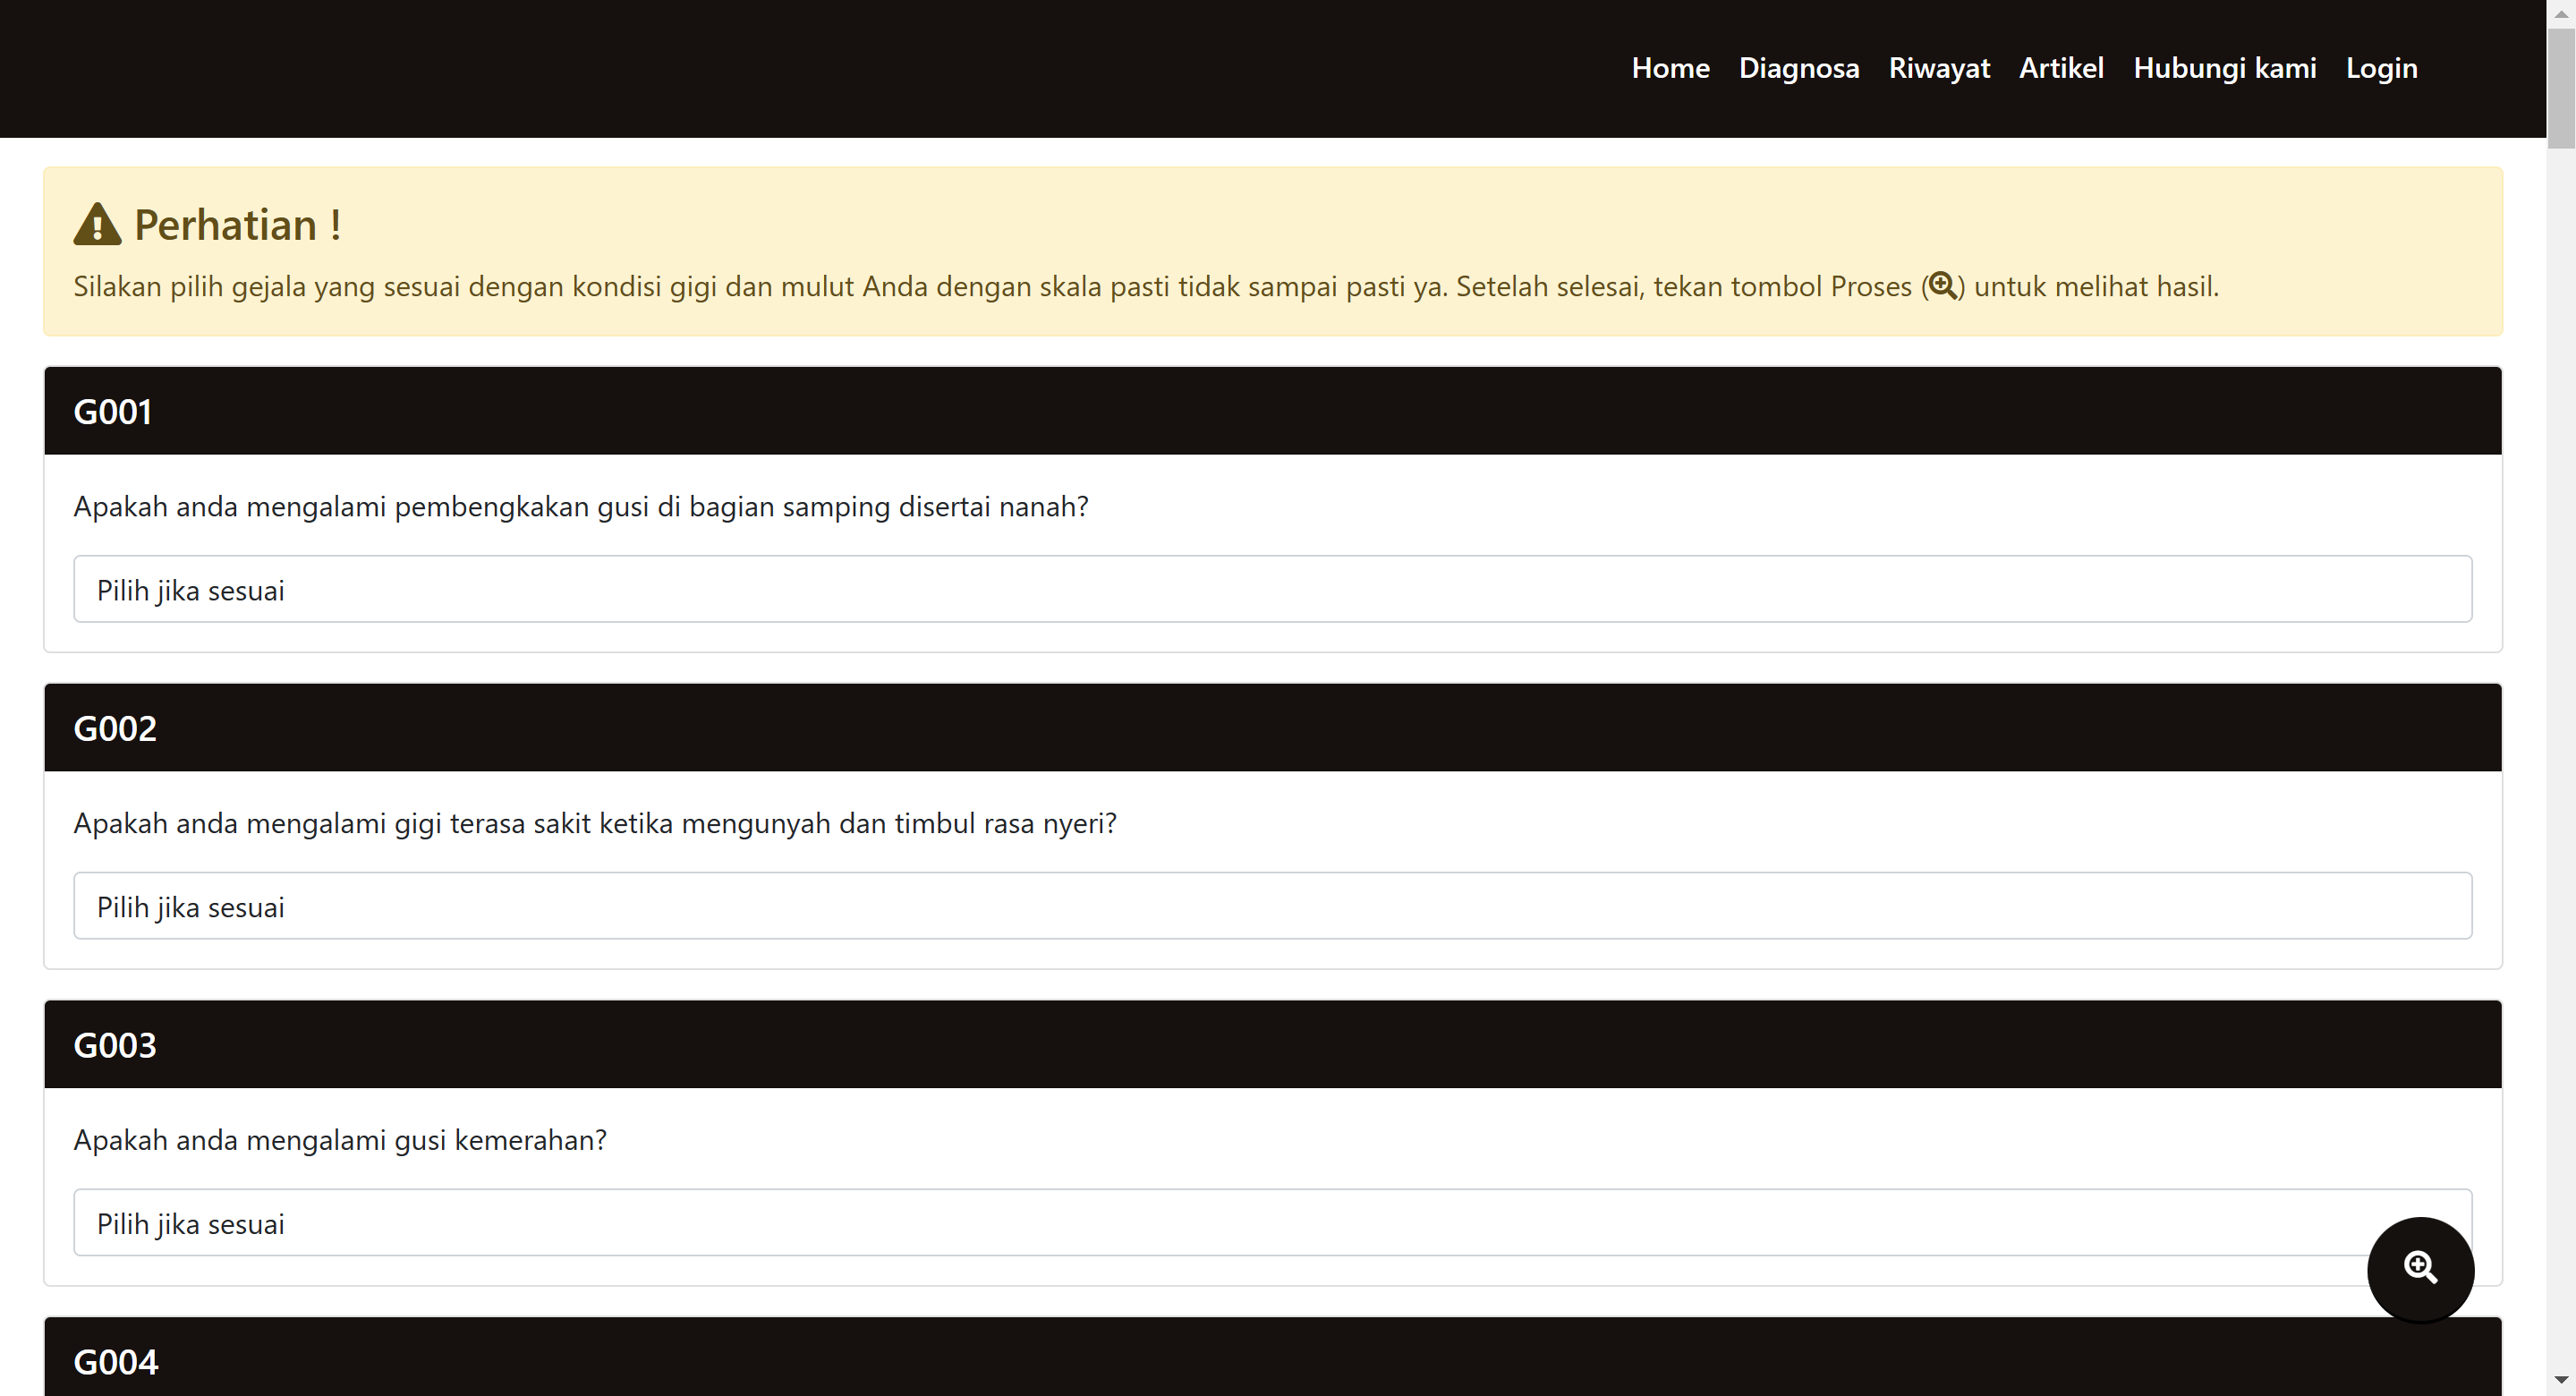 Home Diagnosa Riwayat Artikel Hubungi kami Login
Perhatian !
Silakan pilih gejala yang sesuai dengan kondisi gigi dan mulut Anda dengan skala pasti tidak sampai pasti ya. Setelah selesai, tekan tombol Proses () untuk melihat hasil.
G001
Apakah anda mengalami pembengkakan gusi di bagian samping disertai nanah?
Pilih jika sesuai
G002
Apakah anda mengalami gigi terasa sakit ketika mengunyah dan timbul rasa nyeri?
Pilih jika sesuai
G003
Apakah anda mengalami gusi kemerahan?
Pilih jika sesuai
G004